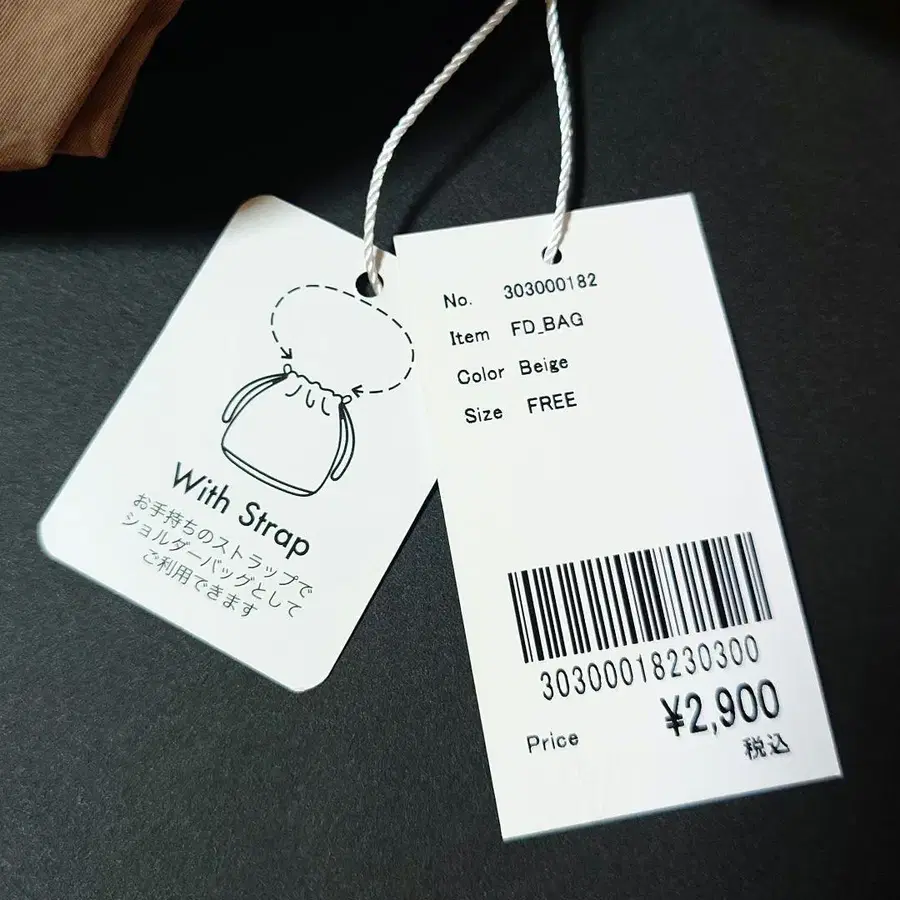 With Strap
お手持ちのストラップで
ショルダーバッグとして
ご利用できます
No. 303000182
Item FD_BAG
Color Beige
Size FREE
30300018230300
Price ¥2,900
税込